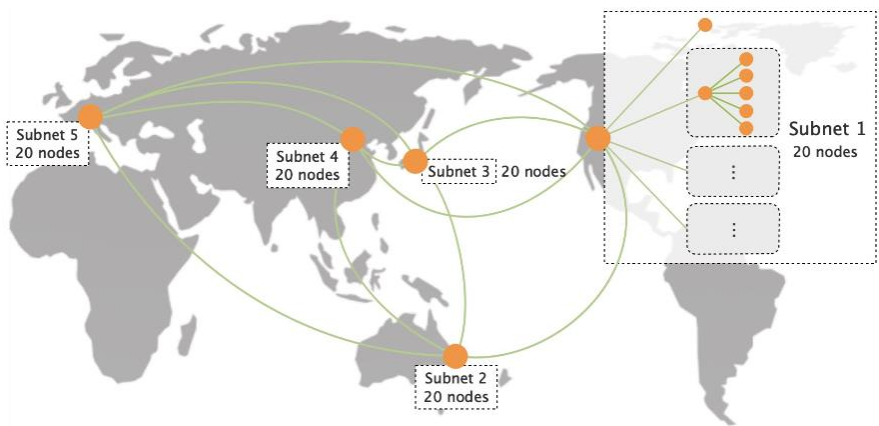 Subnet 5
20 nodes
Subnet 4
20 nodes
Subnet 3 20 nodes
Subnet 1
20 nodes
⋮
⋮
Subnet 2
20 nodes